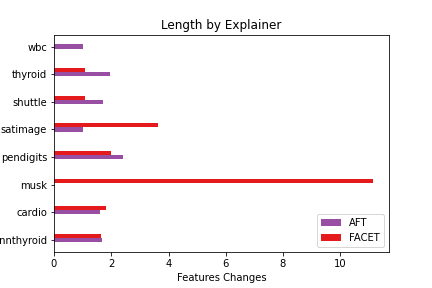 Length by Explainer
wbc
thyroid
shuttle
satimage
pendigits
musk
cardio
nnthyroid
AFT
FACET
0 2 4 6 8 10
Features Changes